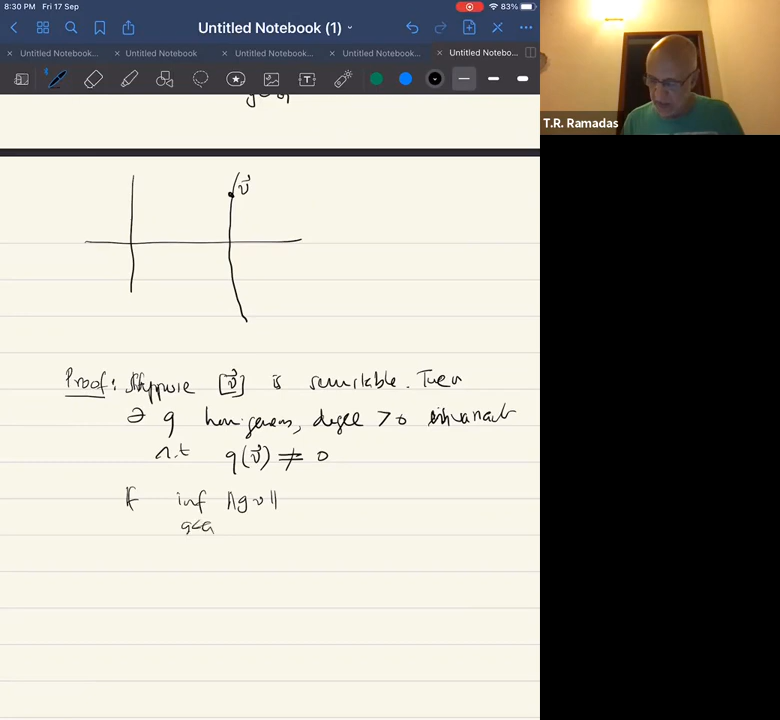 8:30 PM Fri 17 Sep
83%
Untitled Notebook (1)
Untitled Notebook...
Untitled Notebook
Untitled Notebook...
Untitled Notebook...
Untitled Notebo...
T.R. Ramadas
v⃗
Proof: Suppose [v⃗] is semistable. Then
∃ q homogeneous, degree >0 invariant
s.t q(v⃗) ≠ 0
If inf ||gv||
g∈G